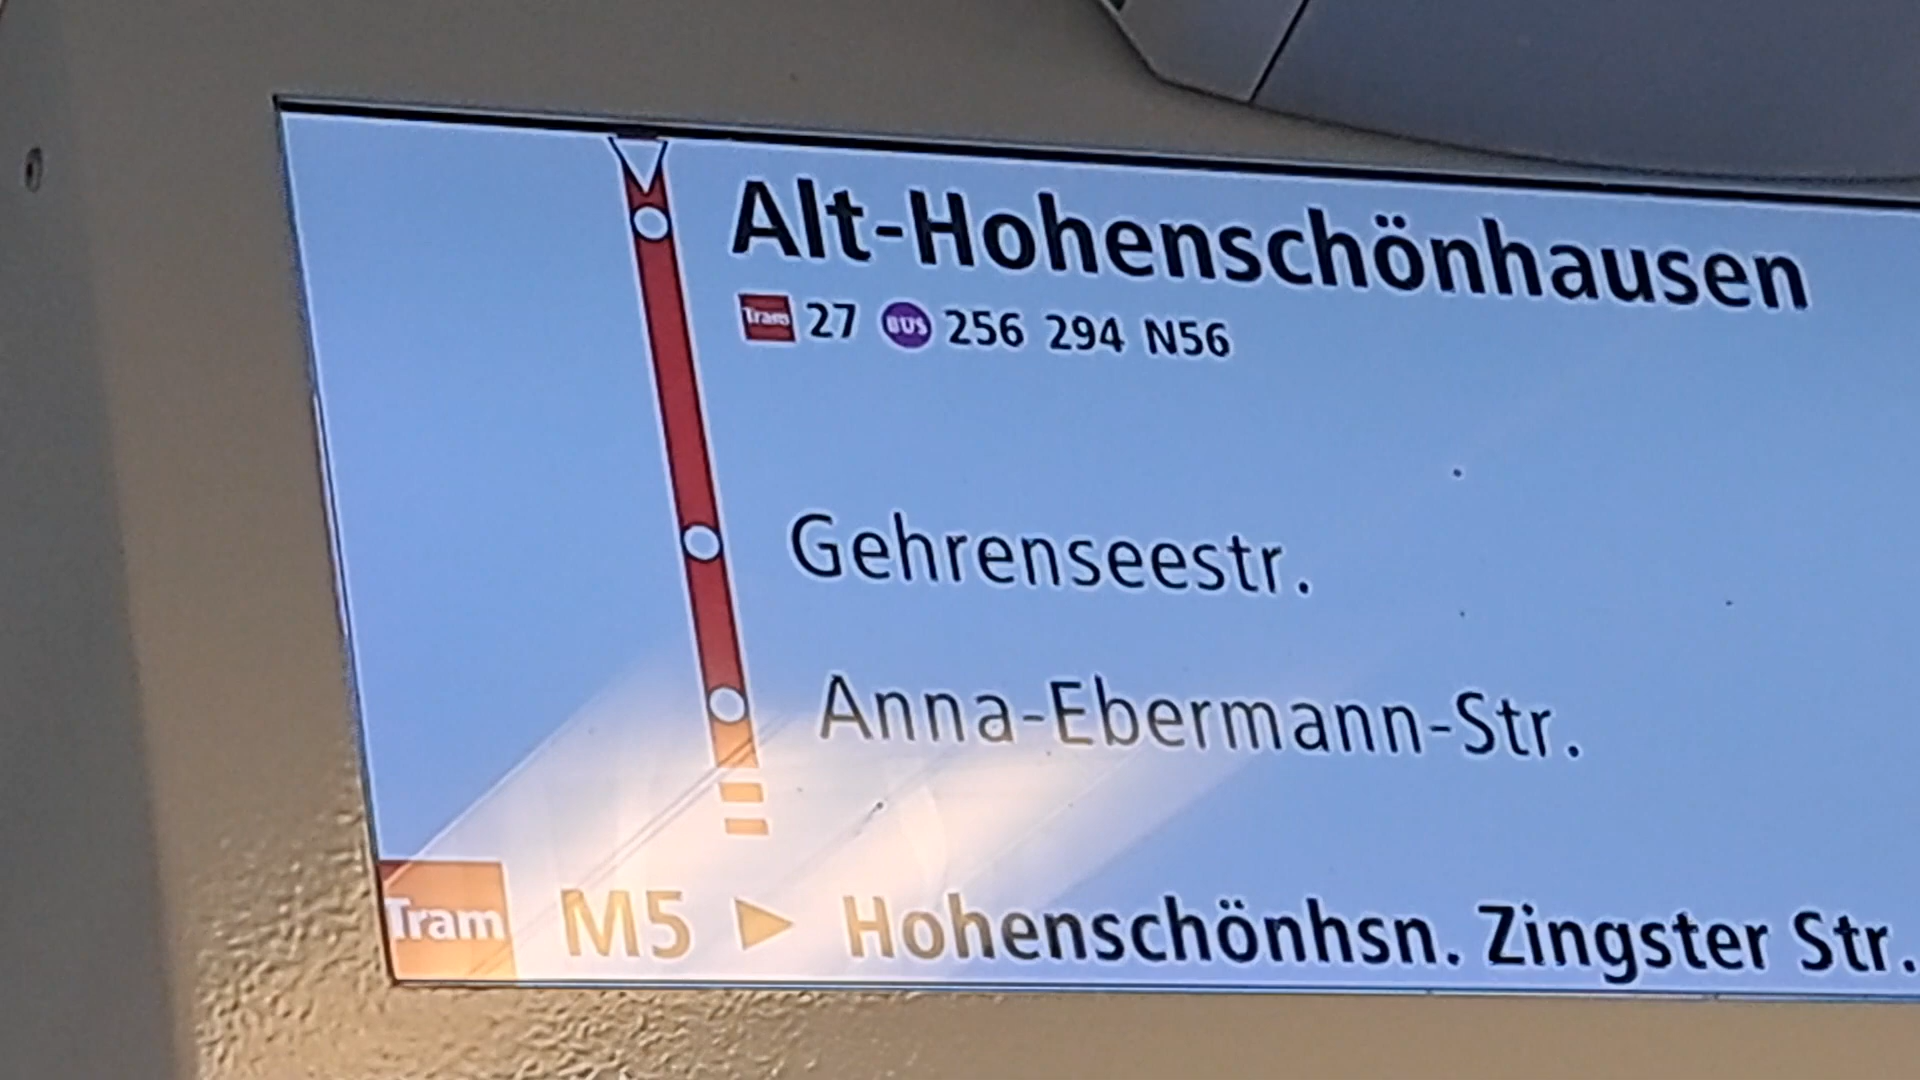 Alt-Hohenschönhausen
Tram 27 BUS 256 294 N56
Gehrenseestr.
Anna-Ebermann-Str.
Tram M5 ► Hohenschönhsn. Zingster Str.